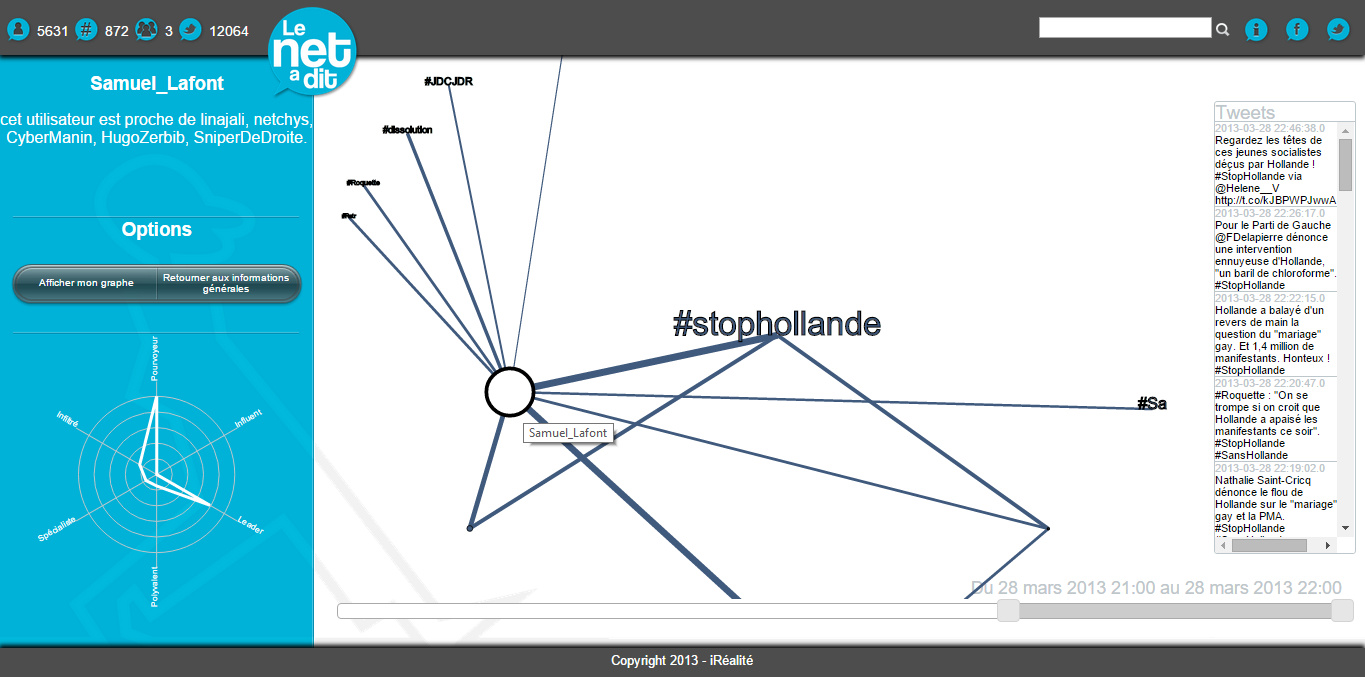 5631
872
3
12064
Le
net
a
dit
Samuel_Lafont
cet utilisateur est proche de linajali, netchys,
CyberManin, HugoZerbib, SniperDeDroite.
Options
Afficher mon graphe
Retourner aux informations
générales
Pourvoyeur
Influent
Leader
Polyvalent
Spécialiste
Infiltré
#JDCJDR
#dissolution
#Roquette
#stophollande
#Sa
Samuel_Lafont
Tweets
2013-03-28 22:46:38.0
Regardez les têtes de
ces jeunes socialistes
déçus par Hollande !
#StopHollande via
@Helene__V
http://t.co/kJBPWPJwwA
2013-03-28 22:26:17.0
Pour le Parti de Gauche
@FDelapierre dénonce
une intervention
ennuyeuse d'Hollande,
"un baril de chloroforme".
#StopHollande
2013-03-28 22:22:15.0
Hollande a balayé d'un
revers de main la
question du "mariage"
gay. Et 1,4 million de
manifestants. Honteux !
#StopHollande
2013-03-28 22:20:47.0
#Roquette : "On se
trompe si on croit que
Hollande a apaisé les
manifestants ce soir".
#StopHollande
#SansHollande
2013-03-28 22:19:02.0
Nathalie Saint-Cricq
dénonce le flou de
Hollande sur le "mariage"
gay et la PMA.
#StopHollande
Du 28 mars 2013 21:00 au 28 mars 2013 22:00
Copyright 2013 - iRéalité